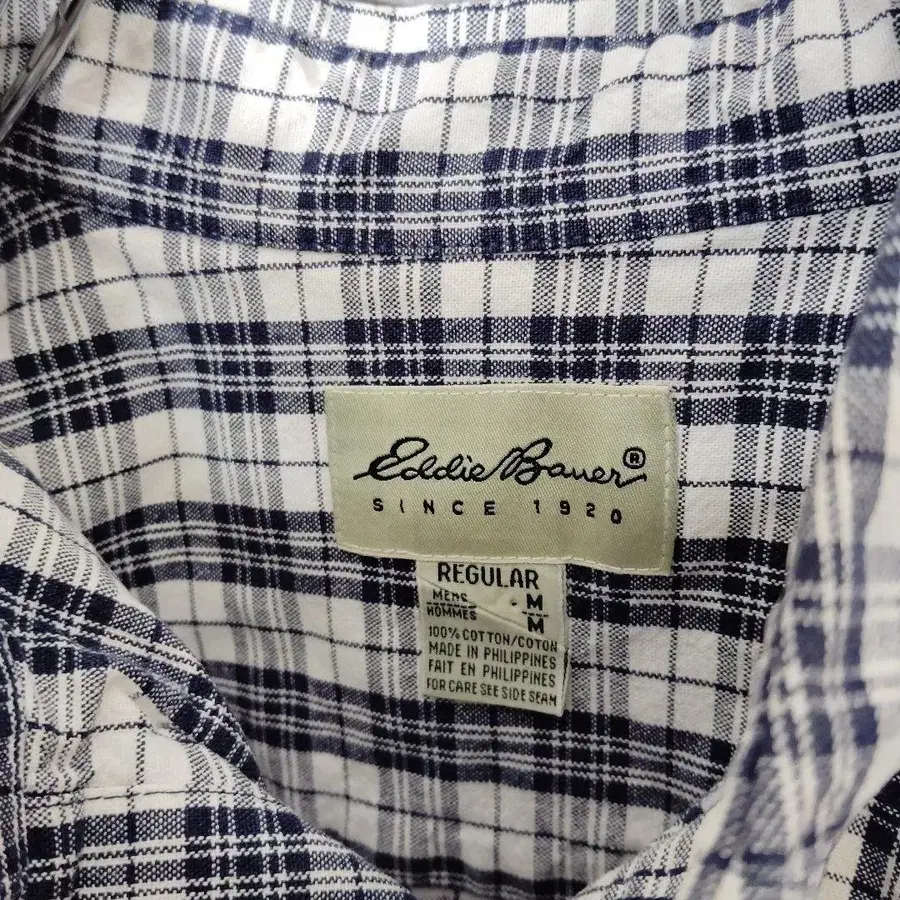 Eddie Bauer®
SINCE 1920
REGULAR
MENS M
HOMMES M
100% COTTON/COTON
MADE IN PHILIPPINES
FAIT EN PHILIPPINES
FOR CARE SEE SIDE SEAM